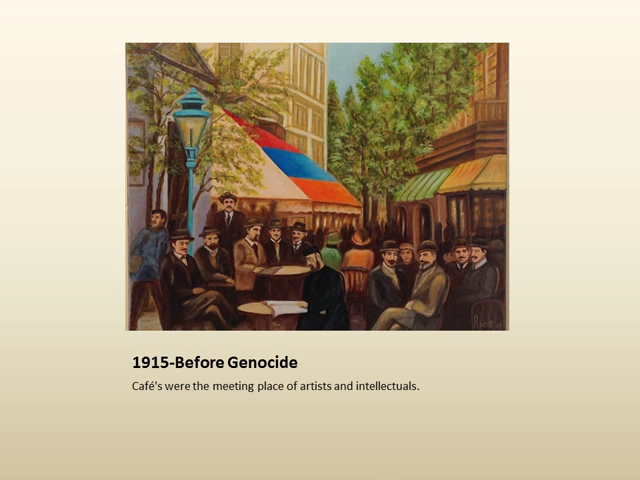 1915-Before Genocide
Café's were the meeting place of artists and intellectuals.